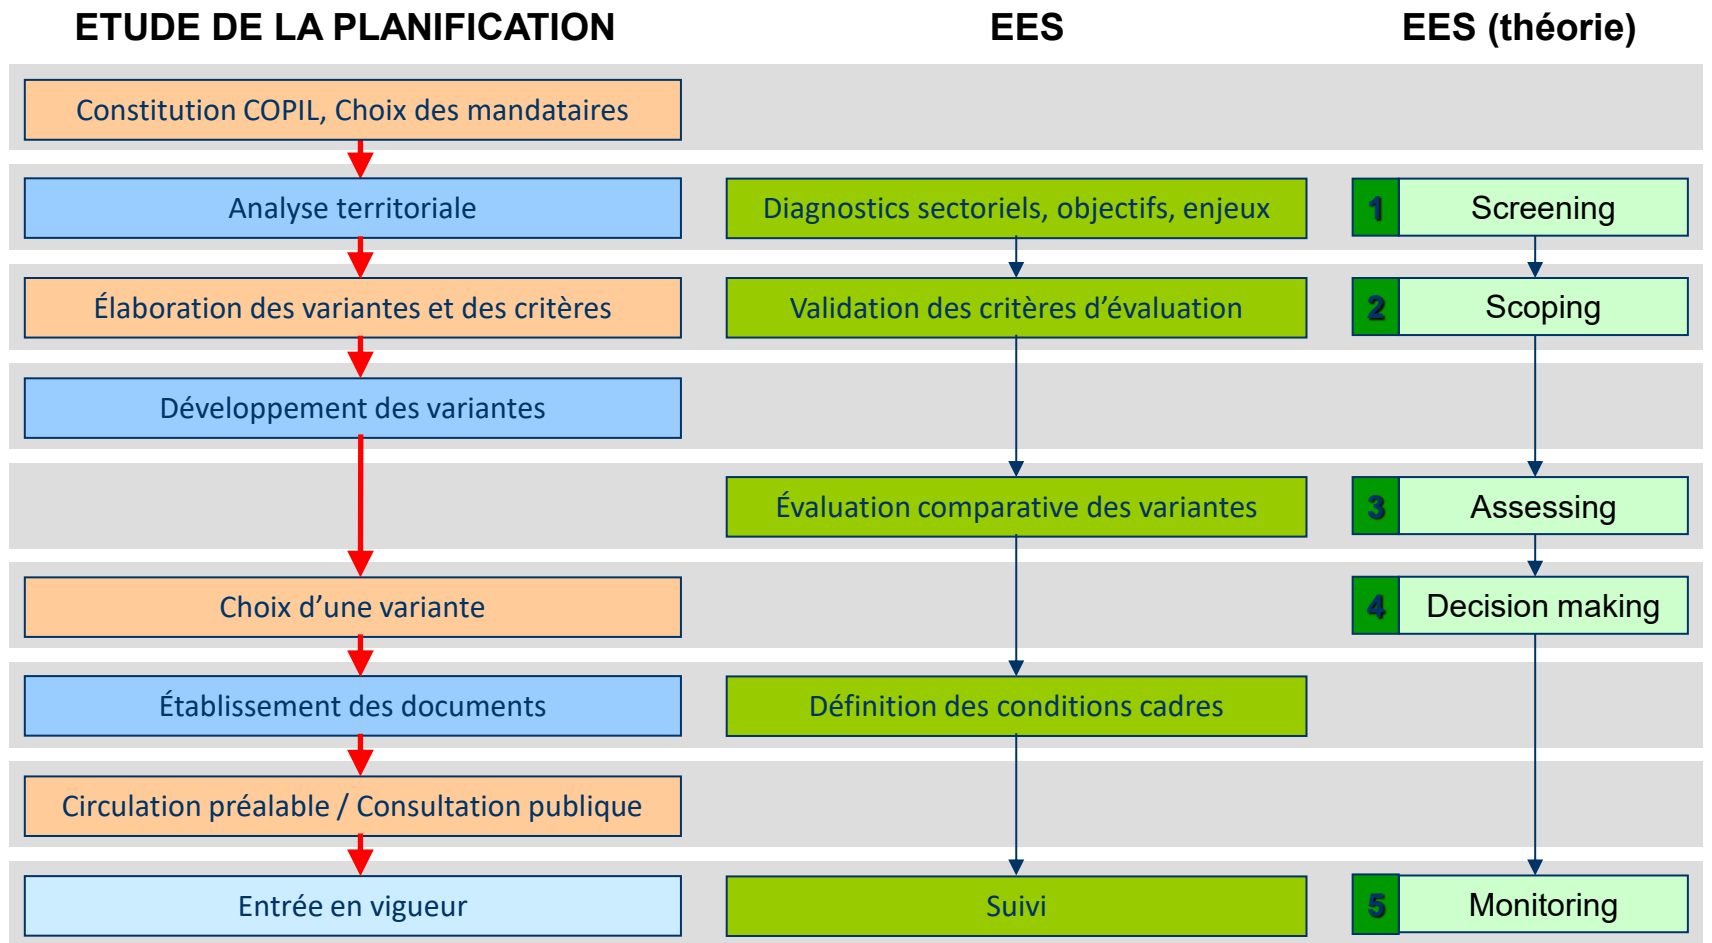 ETUDE DE LA PLANIFICATION EES EES (théorie)
Constitution COPIL, Choix des mandataires
Analyse territoriale Diagnostics sectoriels, objectifs, enjeux 1 Screening
Élaboration des variantes et des critères Validation des critères d’évaluation 2 Scoping
Développement des variantes
Évaluation comparative des variantes 3 Assessing
Choix d’une variante 4 Decision making
Établissement des documents Définition des conditions cadres
Circulation préalable / Consultation publique
Entrée en vigueur Suivi 5 Monitoring